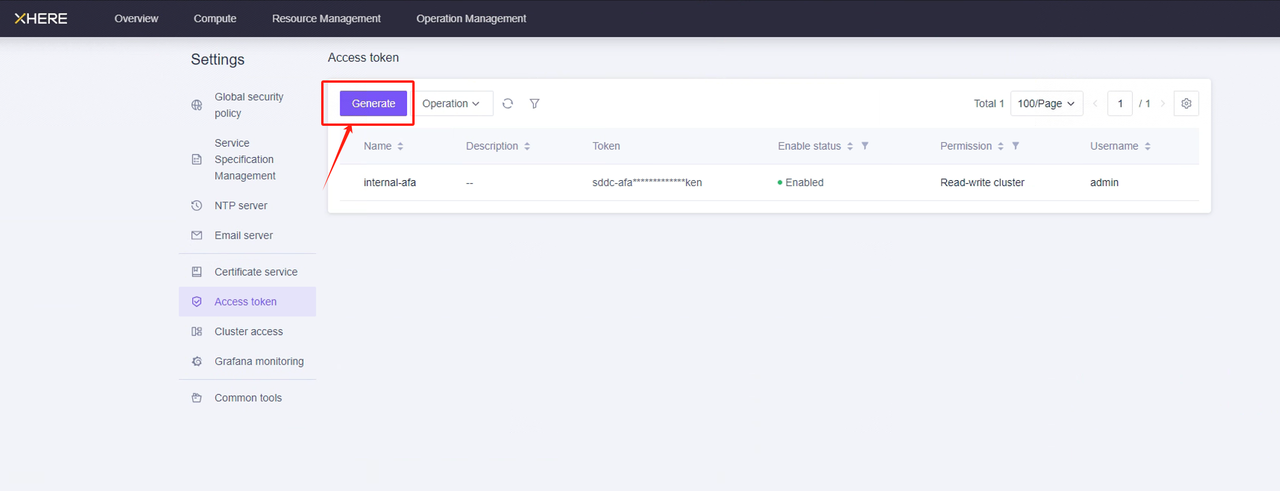 XHERE Overview Compute Resource Management Operation Management
Settings
Global security
policy
Service
Specification
Management
NTP server
Email server
Certificate service
Access token
Cluster access
Grafana monitoring
Common tools
Access token
Generate Operation Total 1 100/Page 1 / 1
Name Description Token Enable status Permission Username
internal-afa -- sddc-afa*************ken Enabled Read-write cluster admin